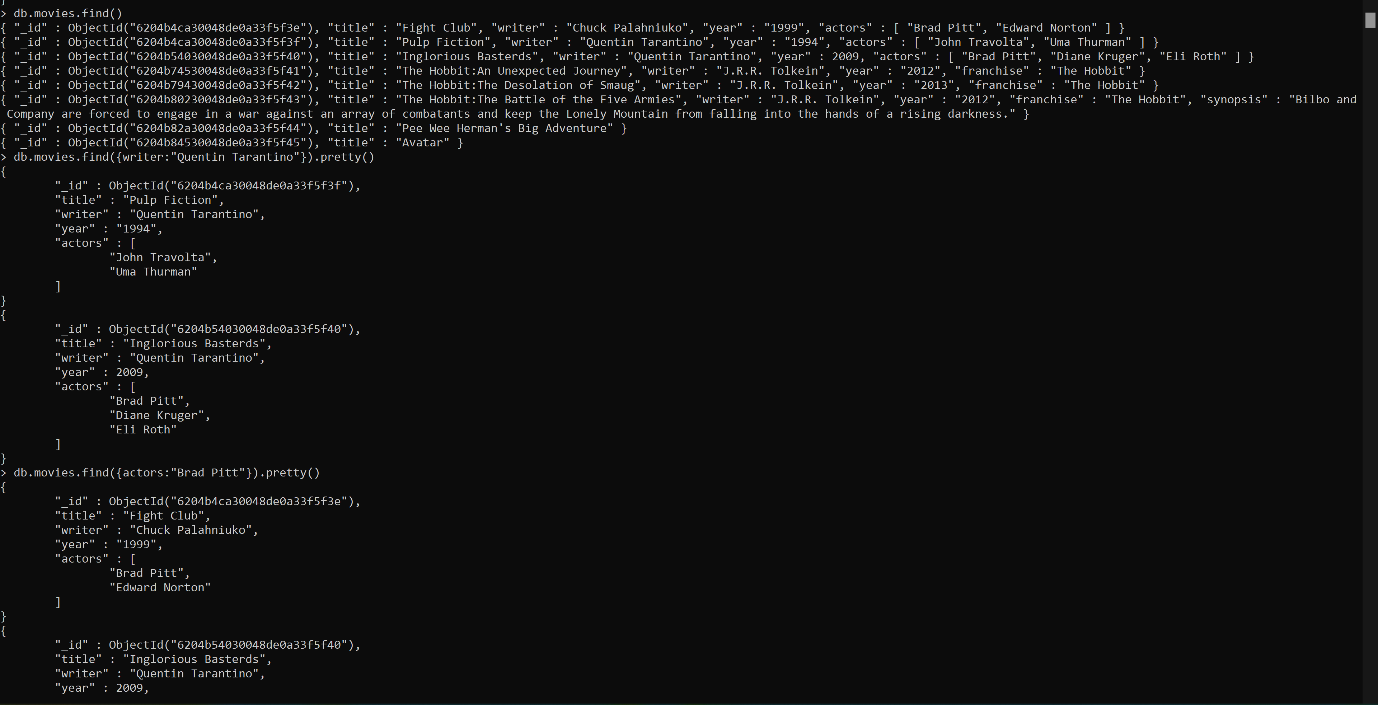 > db.movies.find()
{ "_id" : ObjectId("6204b4ca30048de0a33f5f3e"), "title" : "Fight Club", "writer" : "Chuck Palahniuko", "year" : "1999", "actors" : [ "Brad Pitt", "Edward Norton" ] }
{ "_id" : ObjectId("6204b4ca30048de0a33f5f3f"), "title" : "Pulp Fiction", "writer" : "Quentin Tarantino", "year" : "1994", "actors" : [ "John Travolta", "Uma Thurman" ] }
{ "_id" : ObjectId("6204b54030048de0a33f5f40"), "title" : "Inglorious Basterds", "writer" : "Quentin Tarantino", "year" : 2009, "actors" : [ "Brad Pitt", "Diane Kruger", "Eli Roth" ] }
{ "_id" : ObjectId("6204b74530048de0a33f5f41"), "title" : "The Hobbit:An Unexpected Journey", "writer" : "J.R.R. Tolkein", "year" : "2012", "franchise" : "The Hobbit" }
{ "_id" : ObjectId("6204b79430048de0a33f5f42"), "title" : "The Hobbit:The Desolation of Smaug", "writer" : "J.R.R. Tolkein", "year" : "2013", "franchise" : "The Hobbit" }
{ "_id" : ObjectId("6204b80230048de0a33f5f43"), "title" : "The Hobbit:The Battle of the Five Armies", "writer" : "J.R.R. Tolkein", "year" : "2012", "franchise" : "The Hobbit", "synopsis" : "Bilbo and
Company are forced to engage in a war against an array of combatants and keep the Lonely Mountain from falling into the hands of a rising darkness." }
{ "_id" : ObjectId("6204b82a30048de0a33f5f44"), "title" : "Pee Wee Herman's Big Adventure" }
{ "_id" : ObjectId("6204b84530048de0a33f5f45"), "title" : "Avatar" }
> db.movies.find({writer:"Quentin Tarantino"}).pretty()
{
"_id" : ObjectId("6204b4ca30048de0a33f5f3f"),
"title" : "Pulp Fiction",
"writer" : "Quentin Tarantino",
"year" : "1994",
"actors" : [
"John Travolta",
"Uma Thurman"
]
}
{
"_id" : ObjectId("6204b54030048de0a33f5f40"),
"title" : "Inglorious Basterds",
"writer" : "Quentin Tarantino",
"year" : 2009,
"actors" : [
"Brad Pitt",
"Diane Kruger",
"Eli Roth"
]
}
> db.movies.find({actors:"Brad Pitt"}).pretty()
{
"_id" : ObjectId("6204b4ca30048de0a33f5f3e"),
"title" : "Fight Club",
"writer" : "Chuck Palahniuko",
"year" : "1999",
"actors" : [
"Brad Pitt",
"Edward Norton"
]
}
{
"_id" : ObjectId("6204b54030048de0a33f5f40"),
"title" : "Inglorious Basterds",
"writer" : "Quentin Tarantino",
"year" : 2009,